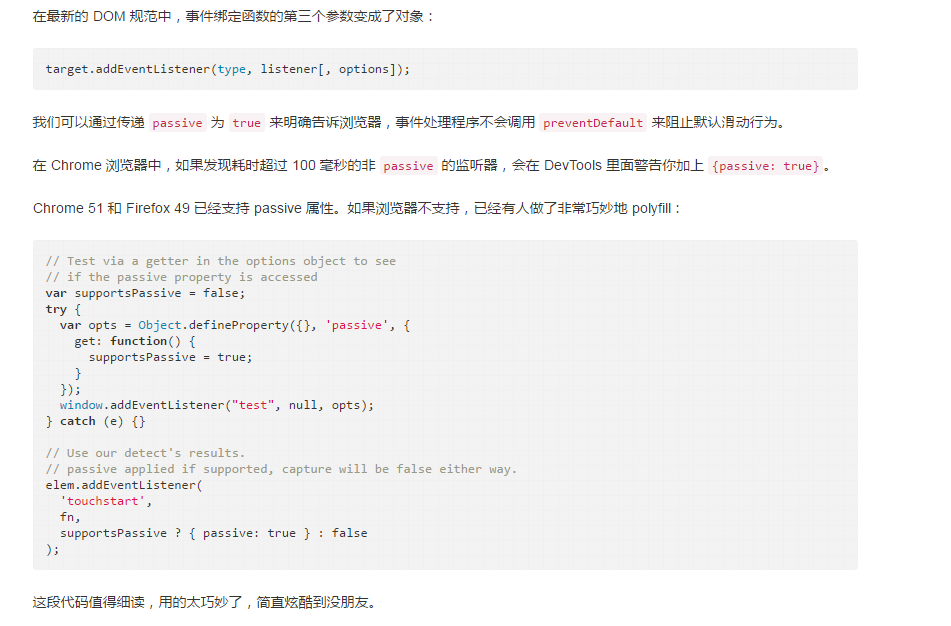 在最新的 DOM 规范中，事件绑定函数的第三个参数变成了对象：
target.addEventListener(type, listener[, options]);
我们可以通过传递 passive 为 true 来明确告诉浏览器，事件处理程序不会调用 preventDefault 来阻止默认滑动行为。
在 Chrome 浏览器中，如果发现耗时超过 100 毫秒的非 passive 的监听器，会在 DevTools 里面警告你加上 {passive: true}。
Chrome 51 和 Firefox 49 已经支持 passive 属性。如果浏览器不支持，已经有人做了非常巧妙地 polyfill：
// Test via a getter in the options object to see
// if the passive property is accessed
var supportsPassive = false;
try {
  var opts = Object.defineProperty({}, 'passive', {
    get: function() {
      supportsPassive = true;
    }
  });
  window.addEventListener("test", null, opts);
} catch (e) {}
// Use our detect's results.
// passive applied if supported, capture will be false either way.
elem.addEventListener(
  'touchstart',
  fn,
  supportsPassive ? { passive: true } : false
);
这段代码值得细读，用的太巧妙了，简直炫酷到没朋友。